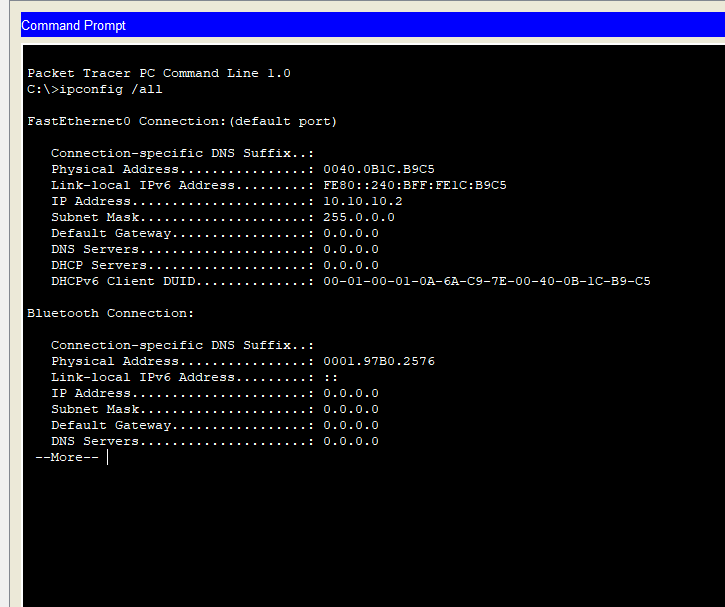 Command Prompt
Packet Tracer PC Command Line 1.0
C:\>ipconfig /all
FastEthernet0 Connection:(default port)
Connection-specific DNS Suffix..:
Physical Address................: 0040.0B1C.B9C5
Link-local IPv6 Address.........: FE80::240:BFF:FE1C:B9C5
IP Address......................: 10.10.10.2
Subnet Mask.....................: 255.0.0.0
Default Gateway.................: 0.0.0.0
DNS Servers.....................: 0.0.0.0
DHCP Servers....................: 0.0.0.0
DHCPv6 Client DUID..............: 00-01-00-01-0A-6A-C9-7E-00-40-0B-1C-B9-C5
Bluetooth Connection:
Connection-specific DNS Suffix..:
Physical Address................: 0001.97B0.2576
Link-local IPv6 Address.........: ::
IP Address......................: 0.0.0.0
Subnet Mask.....................: 0.0.0.0
Default Gateway.................: 0.0.0.0
DNS Servers.....................: 0.0.0.0
--More--